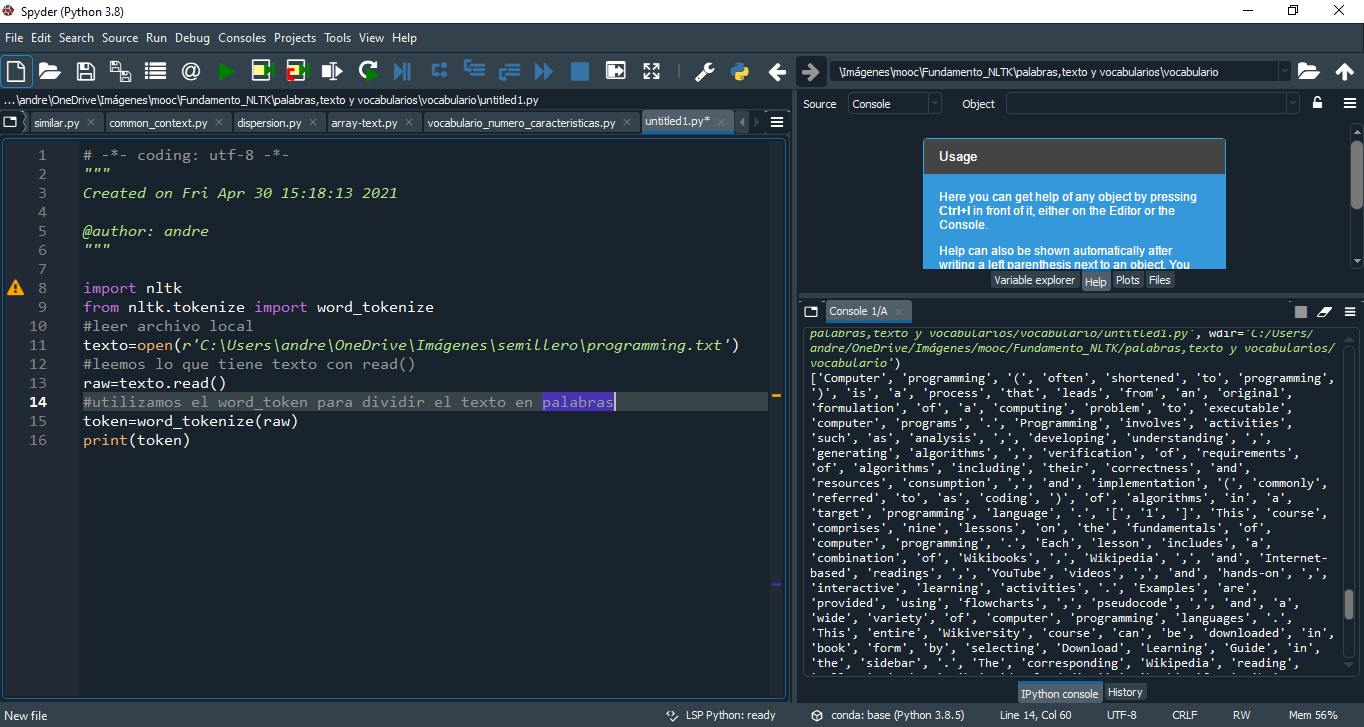 Spyder (Python 3.8)
File Edit Search Source Run Debug Consoles Projects Tools View Help
\Imágenes\mooc\Fundamento_NLTK\palabras,texto y vocabularios\vocabulario
...\andre\OneDrive\Imágenes\mooc\Fundamento_NLTK\palabras,texto y vocabularios\vocabulario\untitled1.py
similar.py common_context.py dispersion.py array-text.py vocabulario_numero_caracteristicas.py untitled1.py*
1 # -*- coding: utf-8 -*-
2 """
3 Created on Fri Apr 30 15:18:13 2021
4
5 @author: andre
6 """
7
8 import nltk
9 from nltk.tokenize import word_tokenize
10 #leer archivo local
11 texto=open(r'C:\Users\andre\OneDrive\Imágenes\semillero\programming.txt')
12 #leemos lo que tiene texto con read()
13 raw=texto.read()
14 #utilizamos el word_token para dividir el texto en palabras
15 token=word_tokenize(raw)
16 print(token)
Source Console Object
Usage
Here you can get help of any object by pressing
Ctrl+I in front of it, either on the Editor or the
Console.
Help can also be shown automatically after
writing a left parenthesis next to an object. You
Variable explorer Help Plots Files
Console 1/A
palabras,texto y vocabularios/vocabulario/untitled1.py', wdir='C:/Users/
andre/OneDrive/Imágenes/mooc/Fundamento_NLTK/palabras,texto y vocabularios/
vocabulario')
['Computer', 'programming', '(', 'often', 'shortened', 'to', 'programming',
')', 'is', 'a', 'process', 'that', 'leads', 'from', 'an', 'original',
'formulation', 'of', 'a', 'computing', 'problem', 'to', 'executable',
'computer', 'programs', '.', 'Programming', 'involves', 'activities',
'such', 'as', 'analysis', ',', 'developing', 'understanding', ',',
'generating', 'algorithms', ',', 'verification', 'of', 'requirements',
'of', 'algorithms', 'including', 'their', 'correctness', 'and',
'resources', 'consumption', ',', 'and', 'implementation', '(', 'commonly',
'referred', 'to', 'as', 'coding', ')', 'of', 'algorithms', 'in', 'a',
'target', 'programming', 'language', '.', '[', '1', ']', 'This', 'course',
'comprises', 'nine', 'lessons', 'on', 'the', 'fundamentals', 'of',
'computer', 'programming', '.', 'Each', 'lesson', 'includes', 'a',
'combination', 'of', 'Wikibooks', ',', 'Wikipedia', ',', 'and', 'Internet-
based', 'readings', ',', 'YouTube', 'videos', ',', 'and', 'hands-on', ',',
'interactive', 'learning', 'activities', '.', 'Examples', 'are',
'provided', 'using', 'flowcharts', ',', 'pseudocode', ',', 'and', 'a',
'wide', 'variety', 'of', 'computer', 'programming', 'languages', '.',
'This', 'entire', 'Wikiversity', 'course', 'can', 'be', 'downloaded', 'in',
'book', 'form', 'by', 'selecting', 'Download', 'Learning', 'Guide', 'in',
'the', 'sidebar', '.', 'The', 'corresponding', 'Wikipedia', 'reading',
IPython console History
New file LSP Python: ready conda: base (Python 3.8.5) Line 14, Col 60 UTF-8 CRLF RW Mem 56%